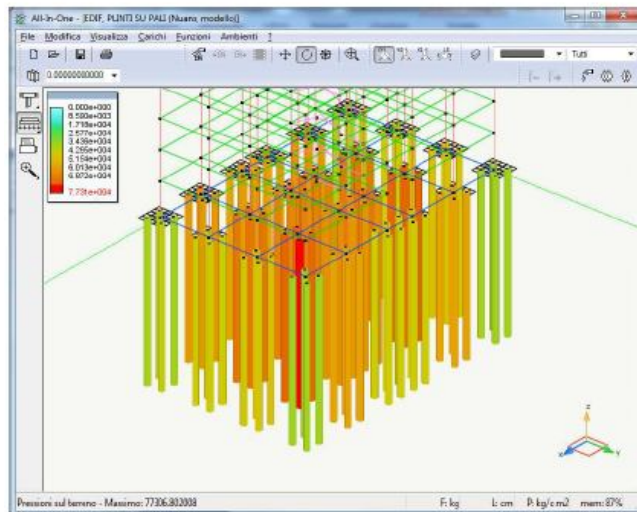 All-In-One - [EDIF, PLINTI SU PALI (Nuaro, modello)]
File Modifica Visualizza Carichi Funzioni Ambienti ?
Tutti
0.00000000000
0.000e+000
8.590e+003
1.718e+004
2.577e+004
3.436e+004
4.295e+004
5.154e+004
6.013e+004
6.872e+004
7.731e+004
z
x
Y
Pressioni sul terreno - Massimo: 77306.802008
F: kg
L: cm
P: kg/cm2
mem: 87%